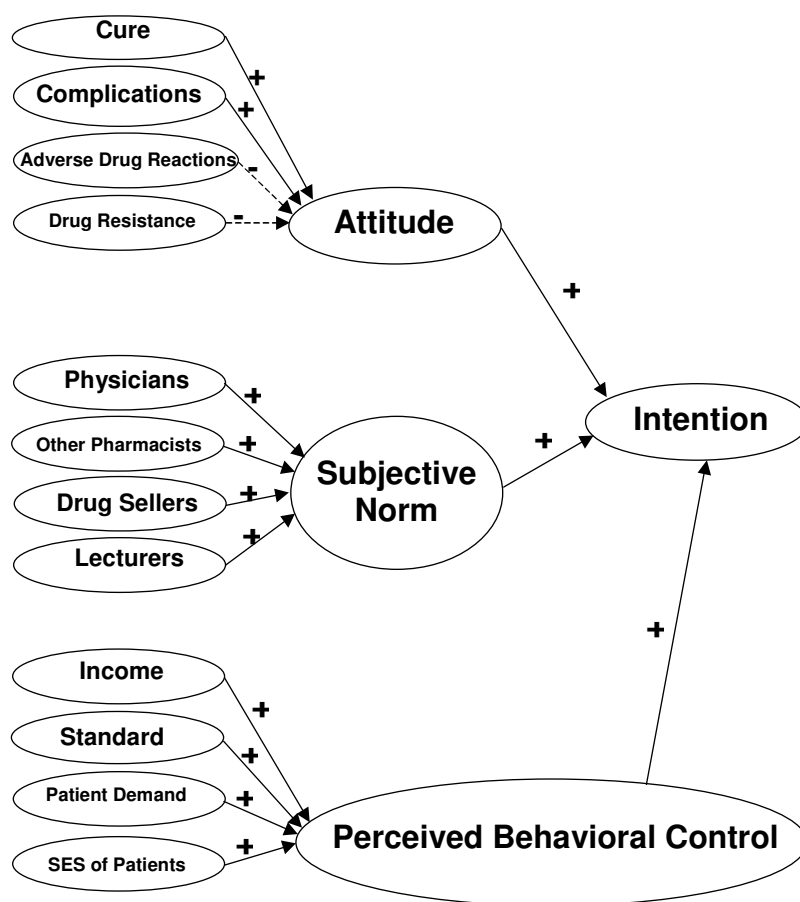 Cure
+
Complications
+
Adverse Drug Reactions
-
Drug Resistance
-
Attitude
+
Physicians
+
Other Pharmacists
+
Drug Sellers
+
Lecturers
+
Subjective
Norm
+
Intention
Income
+
Standard
+
Patient Demand
+
SES of Patients
+
Perceived Behavioral Control
+